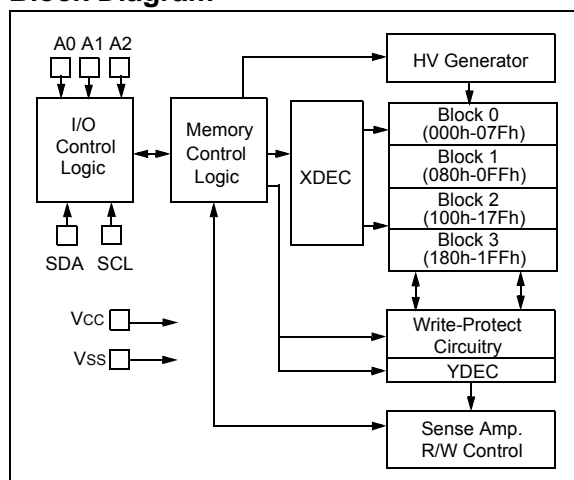 A0 A1 A2
HV Generator
I/O
Control
Logic
Memory
Control
Logic
XDEC
Block 0
(000h-07Fh)
Block 1
(080h-0FFh)
Block 2
(100h-17Fh)
Block 3
(180h-1FFh)
SDA SCL
VCC
VSS
Write-Protect
Circuitry
YDEC
Sense Amp.
R/W Control